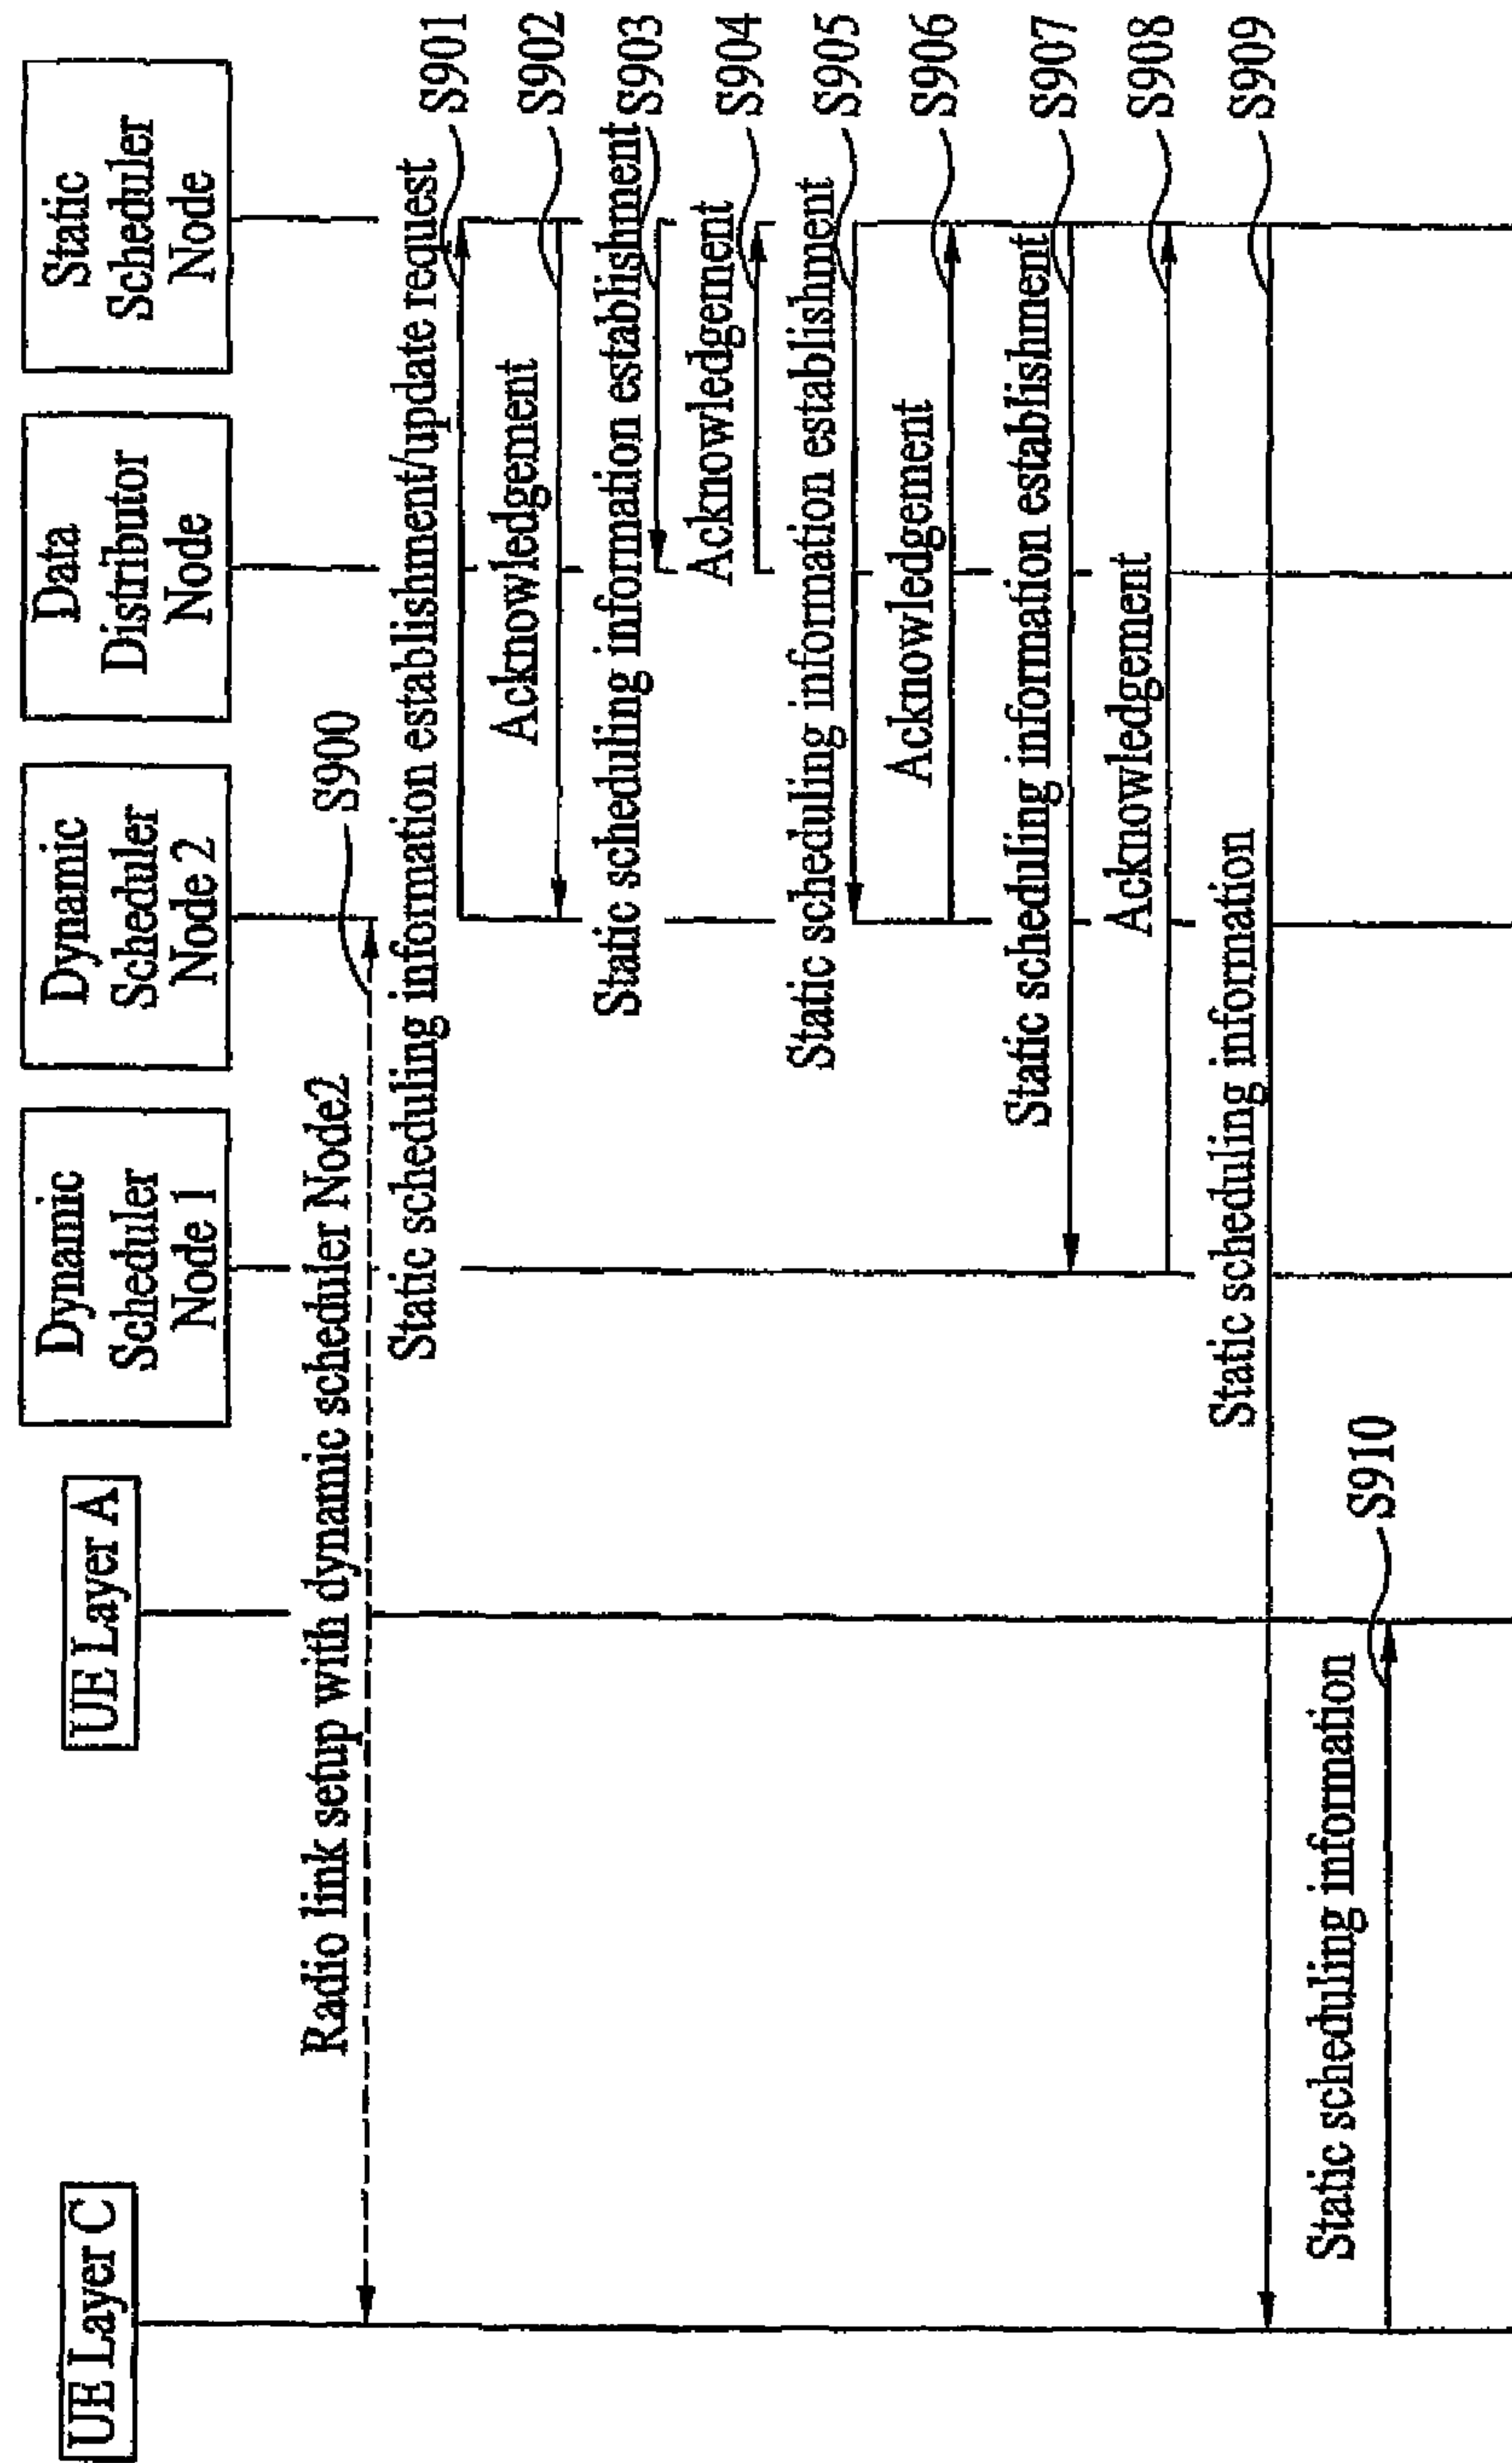 UE Layer C
UE Layer A
Dynamic
Scheduler
Node 1
Dynamic
Scheduler
Node 2
Data
Distributor
Node
Static
Scheduler
Node
Radio link setup with dynamic scheduler Node2
S900
Static scheduling information establishment/update request
S901
Acknowledgement
S902
Static scheduling information establishment
S903
Acknowledgement
S904
Static scheduling information establishment
S905
Acknowledgement
S906
Static scheduling information establishment
S907
Acknowledgement
S908
Static scheduling information
S909
Static scheduling information
S910